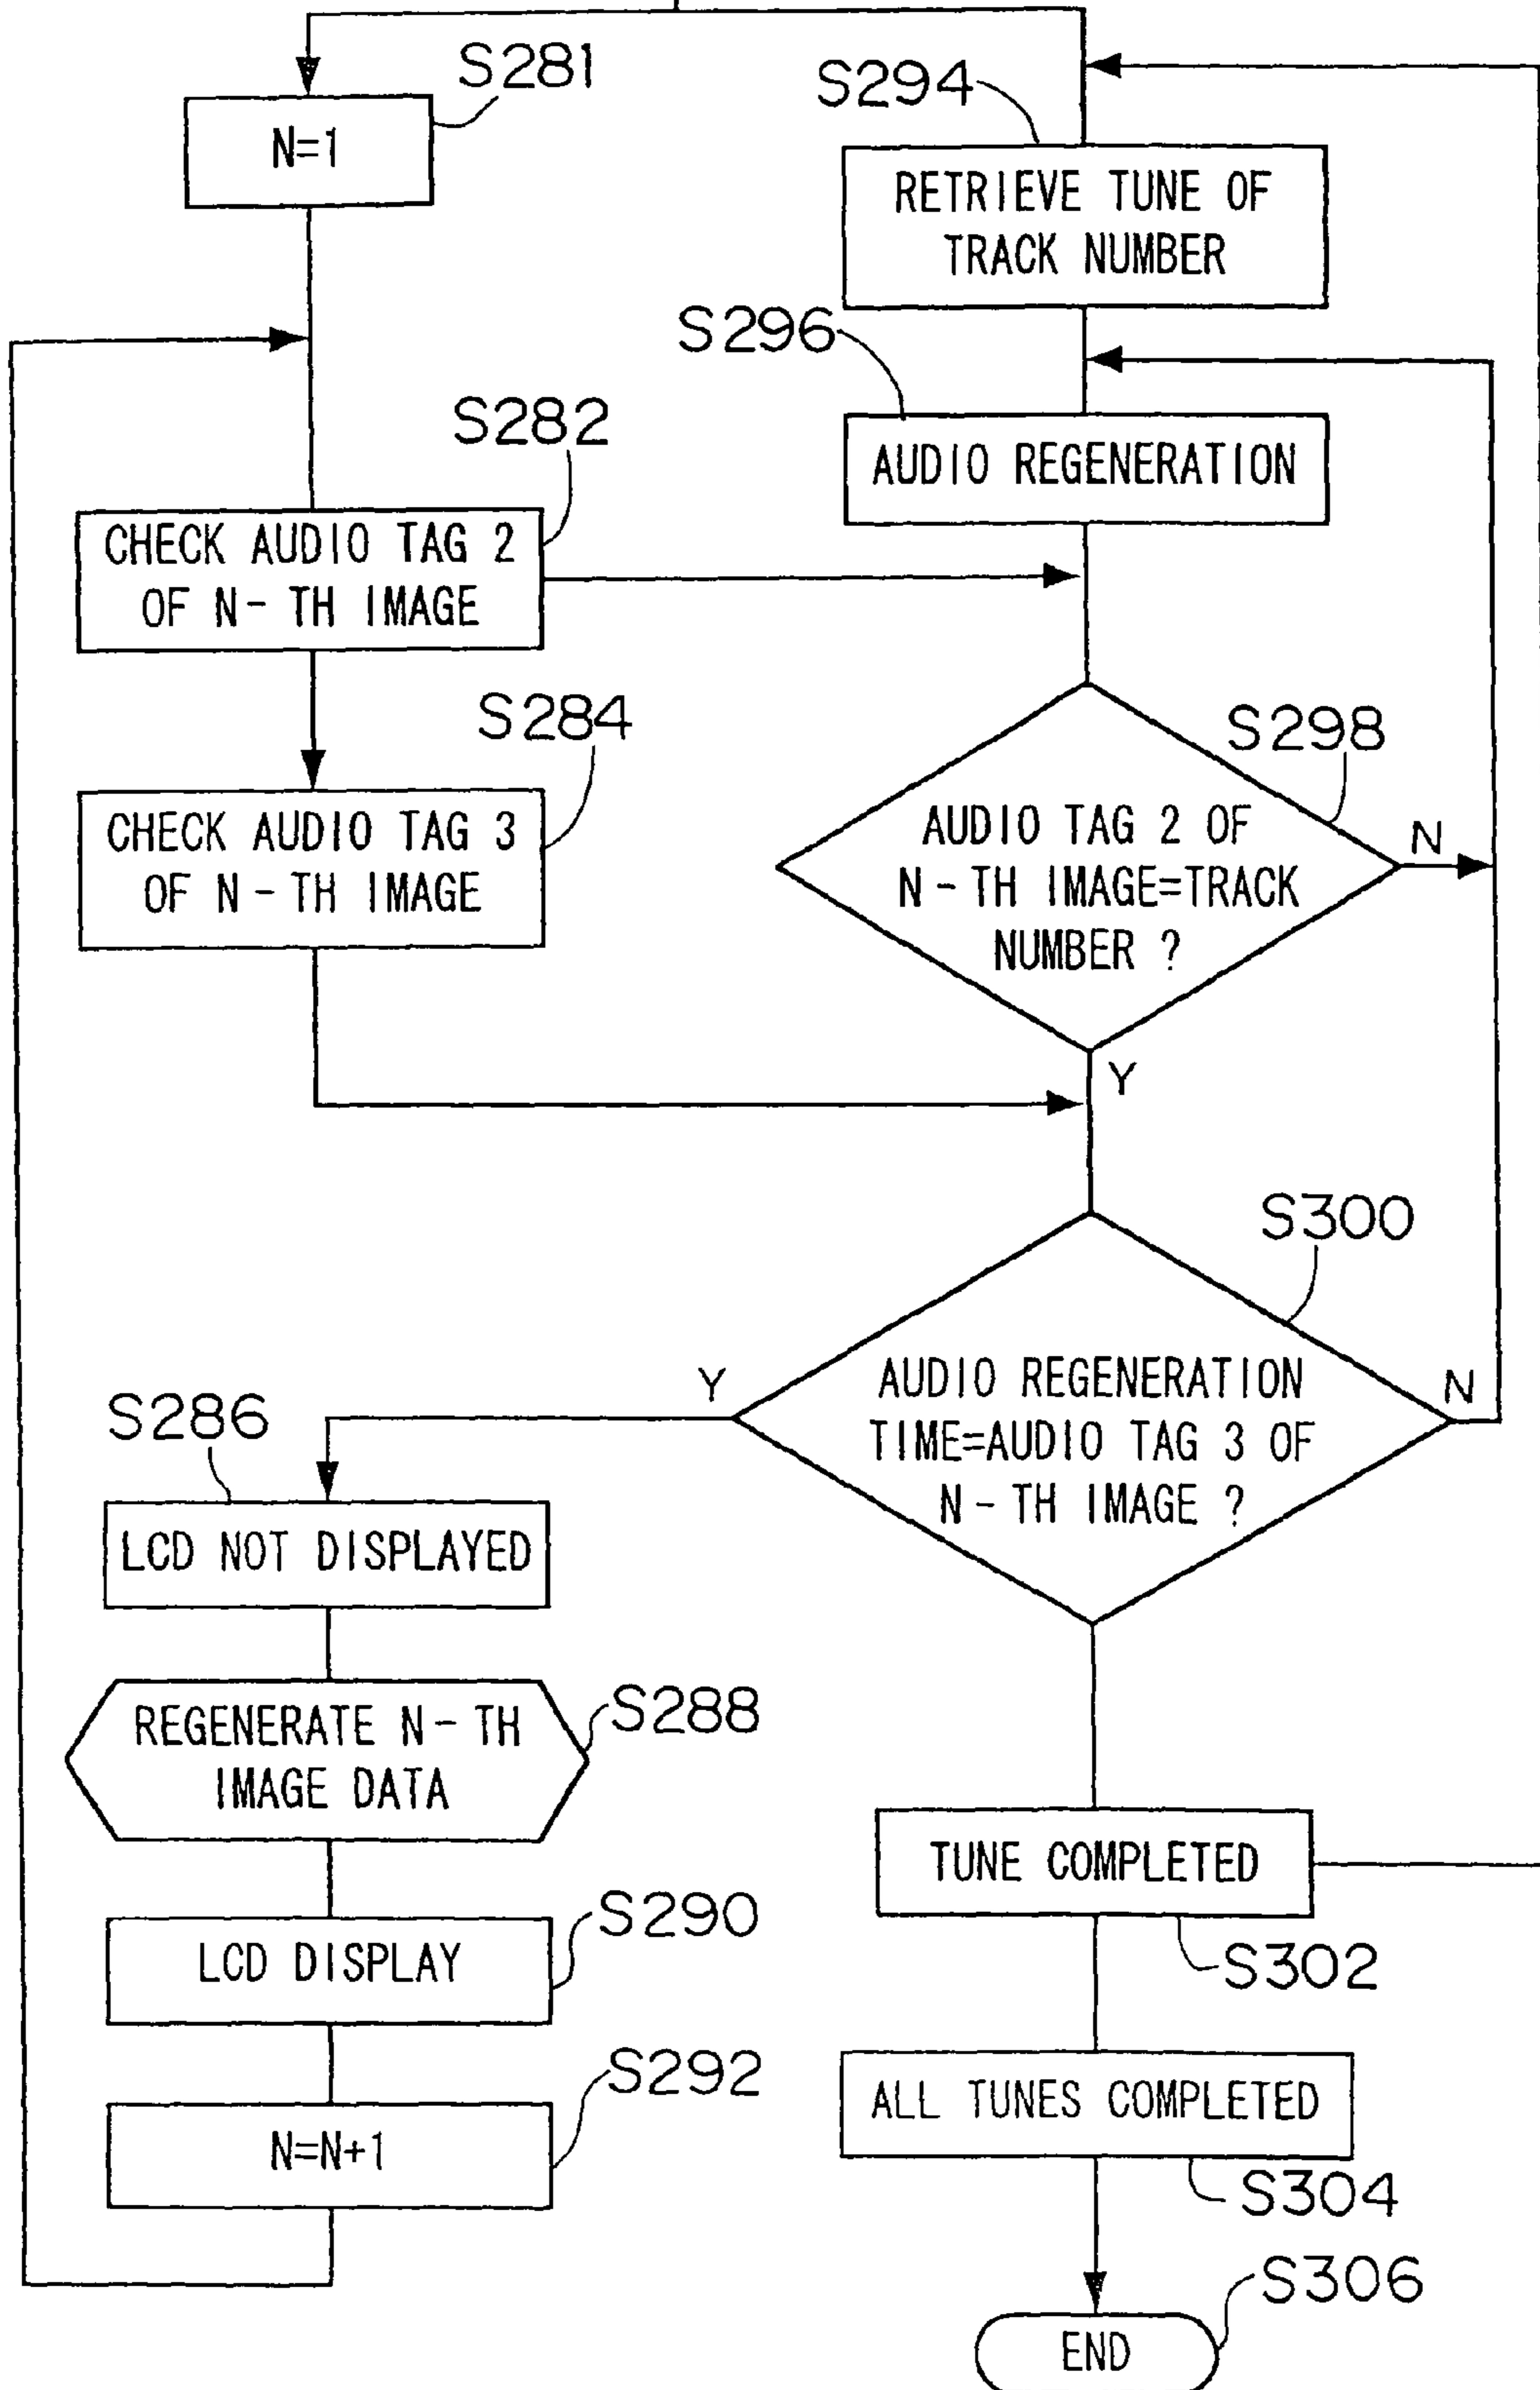 S281
N=1
S294
RETRIEVE TUNE OF
TRACK NUMBER
S296
AUDIO REGENERATION
S282
CHECK AUDIO TAG 2
OF N-TH IMAGE
S284
CHECK AUDIO TAG 3
OF N-TH IMAGE
S298
AUDIO TAG 2 OF
N-TH IMAGE=TRACK
NUMBER ?
N
Y
S300
AUDIO REGENERATION
TIME=AUDIO TAG 3 OF
N-TH IMAGE ?
Y
N
S286
LCD NOT DISPLAYED
REGENERATE N-TH
IMAGE DATA
S288
LCD DISPLAY
S290
N=N+1
S292
TUNE COMPLETED
S302
ALL TUNES COMPLETED
S304
S306
END